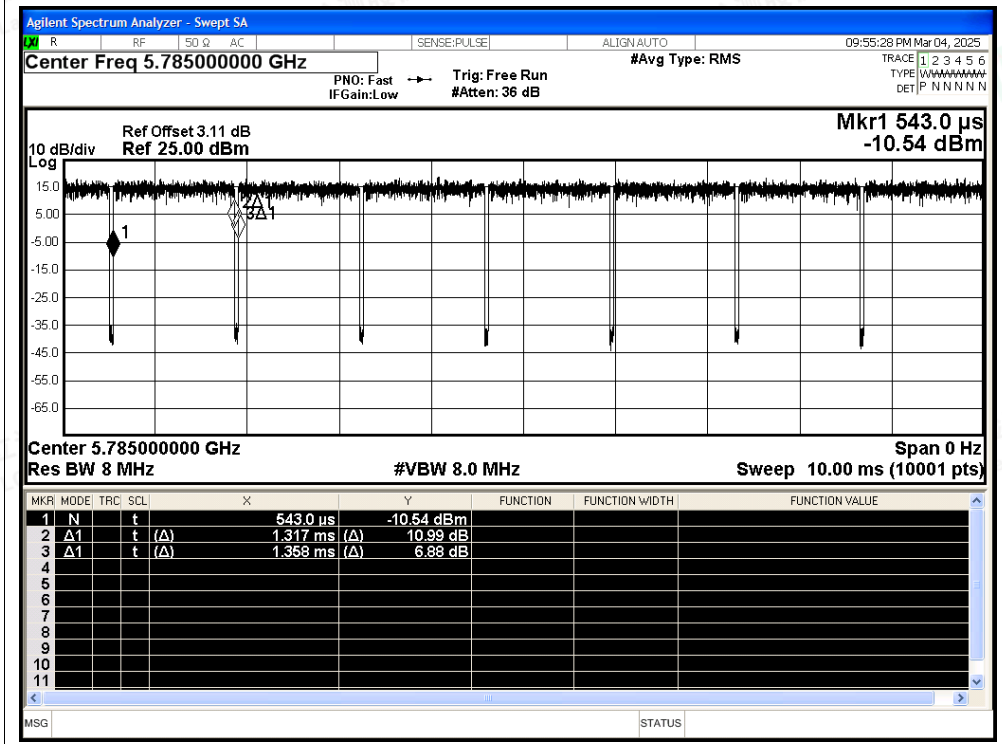 Agilent Spectrum Analyzer - Swept SA
LXI R RF 50 Ω AC SENSE:PULSE ALIGN AUTO 09:55:28 PM Mar 04, 2025
Center Freq 5.785000000 GHz #Avg Type: RMS TRACE 1 2 3 4 5 6
PNO: Fast Trig: Free Run TYPE WWWWWW
IFGain:Low #Atten: 36 dB DET P N N N N N
Mkr1 543.0 µs
-10.54 dBm
Ref Offset 3.11 dB
10 dB/div Ref 25.00 dBm
Log
15.0
5.00
-5.00
-15.0
-25.0
-35.0
-45.0
-55.0
-65.0
1
2Δ1
3Δ1
Center 5.785000000 GHz Span 0 Hz
Res BW 8 MHz #VBW 8.0 MHz Sweep 10.00 ms (10001 pts)
MKR MODE TRC SCL X Y FUNCTION FUNCTION WIDTH FUNCTION VALUE
1 N t 543.0 µs -10.54 dBm
2 Δ1 t (Δ) 1.317 ms (Δ) 10.99 dB
3 Δ1 t (Δ) 1.358 ms (Δ) 6.88 dB
4
5
6
7
8
9
10
11
MSG STATUS